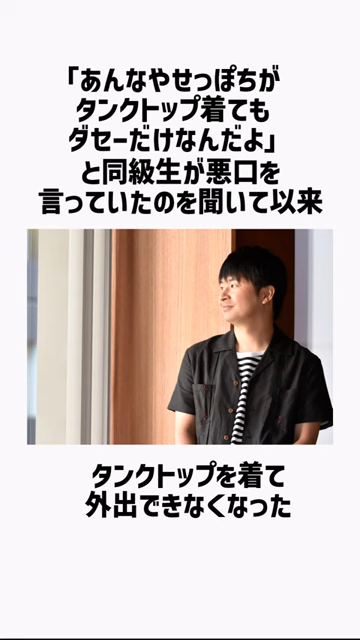 「あんなやせっぽちが
タンクトップ着ても
ダセーだけなんだよ」
と同級生が悪口を
言っていたのを聞いて以来
タンクトップを着て
外出できなくなった